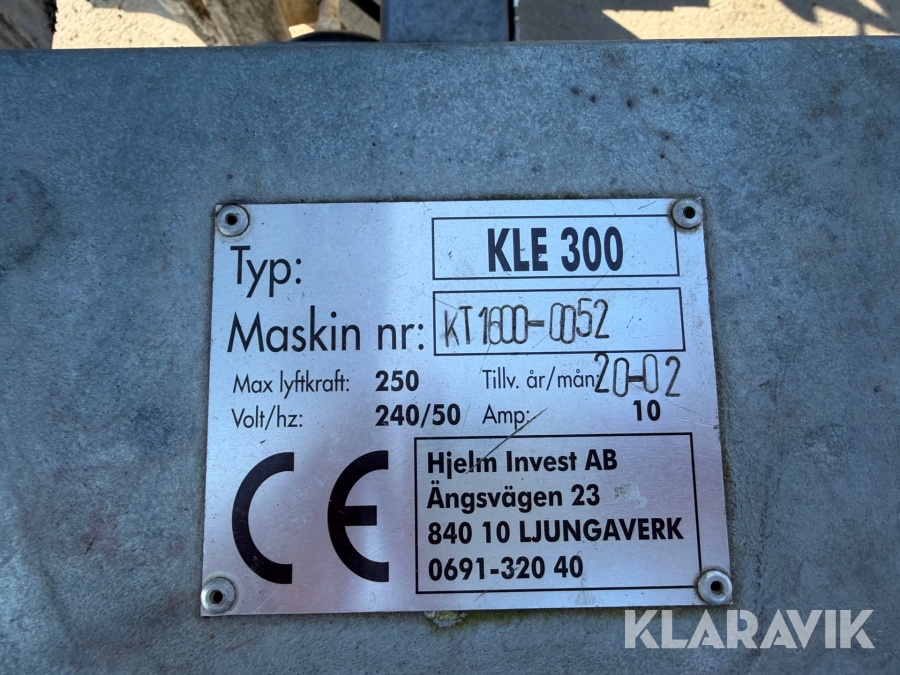 Typ: KLE 300
Maskin nr: KT1600-0052
Max lyftkraft: 250 Tillv. år/mån: 20-02
Volt/hz: 240/50 Amp: 10
CE
Hjelm Invest AB
Ängsvägen 23
840 10 LJUNGAVERK
0691-320 40
KLARAVIK